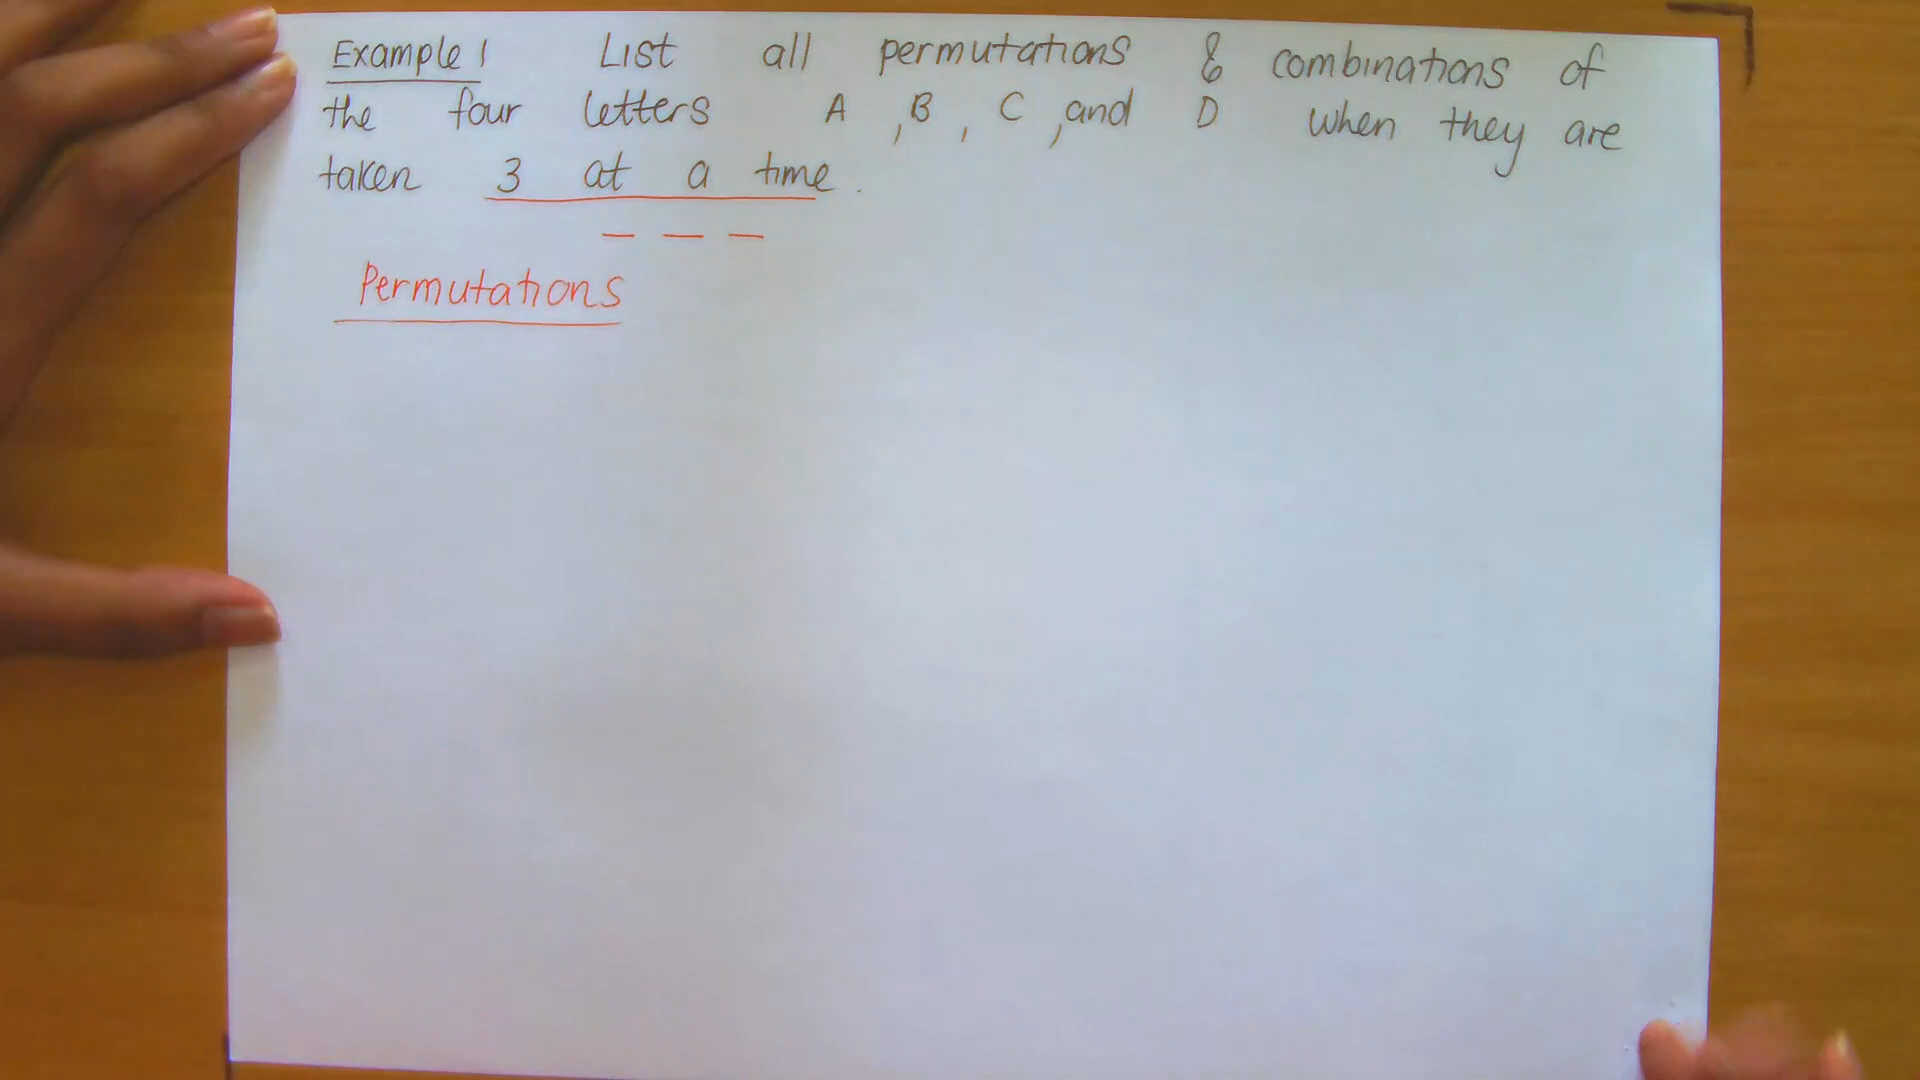 Example 1 List all permutations & combinations of
the four letters A, B, C, and D when they are
taken 3 at a time.
_ _ _
Permutations